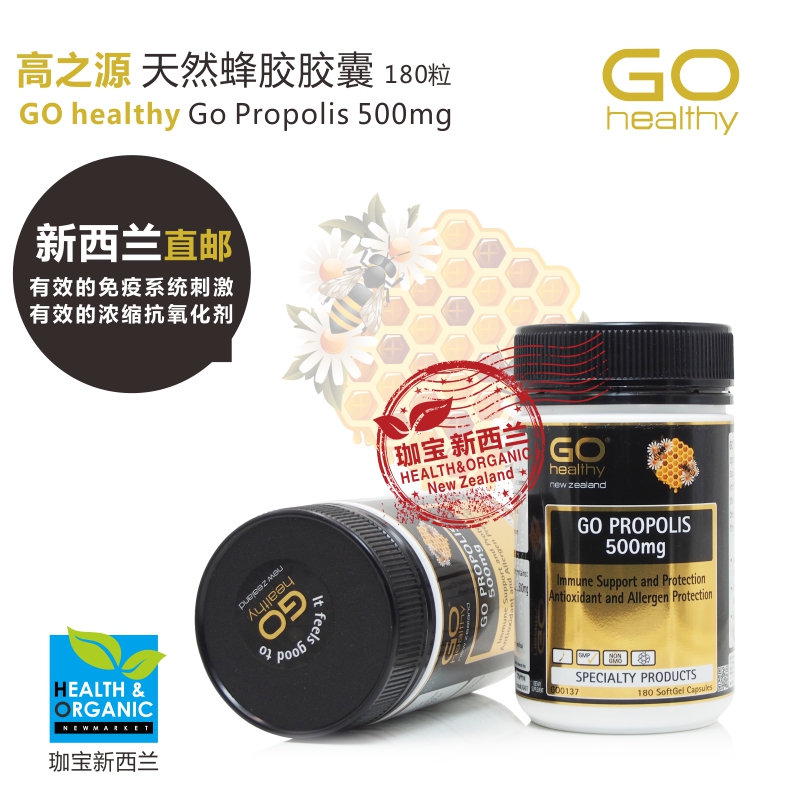 高之源 天然蜂胶胶囊 180粒
GO healthy Go Propolis 500mg
GO
healthy
新西兰直邮
有效的免疫系统刺激
有效的浓缩抗氧化剂
珈宝新西兰
HEALTH&ORGANIC
New Zealand
GO
healthy
new zealand
GO PROPOLIS
500mg
Immune Support and Protection
Antioxidant and Allergen Protection
GMP
NON
GMO
SPECIALTY PRODUCTS
180 SoftGel Capsules
GO
healthy
new zealand
It feels good to
GO PROPOLIS
500mg
HEALTH &
ORGANIC
NEWMARKET
珈宝新西兰